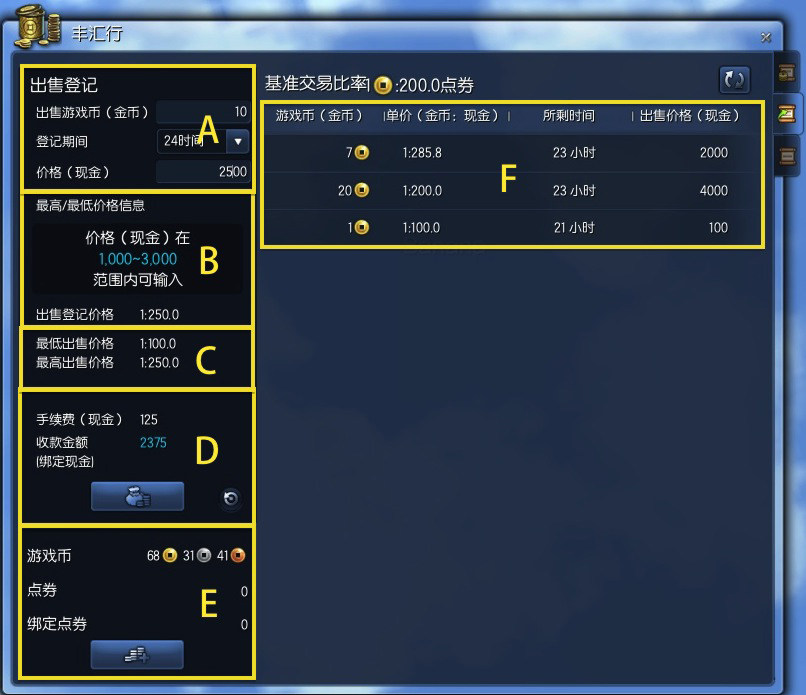 丰汇行
出售登记
出售游戏币（金币） 10
登记期间 24时间
价格（现金） 2500
A
最高/最低价格信息
价格（现金）在
1,000~3,000
范围内可输入
B
出售登记价格 1:250.0
最低出售价格 1:100.0
最高出售价格 1:250.0
C
手续费（现金） 125
收款金额 2375
(绑定现金)
D
游戏币 68 31 41
点券 0
绑定点券 0
E
基准交易比率 :200.0点券
游戏币（金币） 单价（金币：现金） 所剩时间 出售价格（现金）
7 1:285.8 23 小时 2000
20 1:200.0 23 小时 4000
1 1:100.0 21 小时 100
F